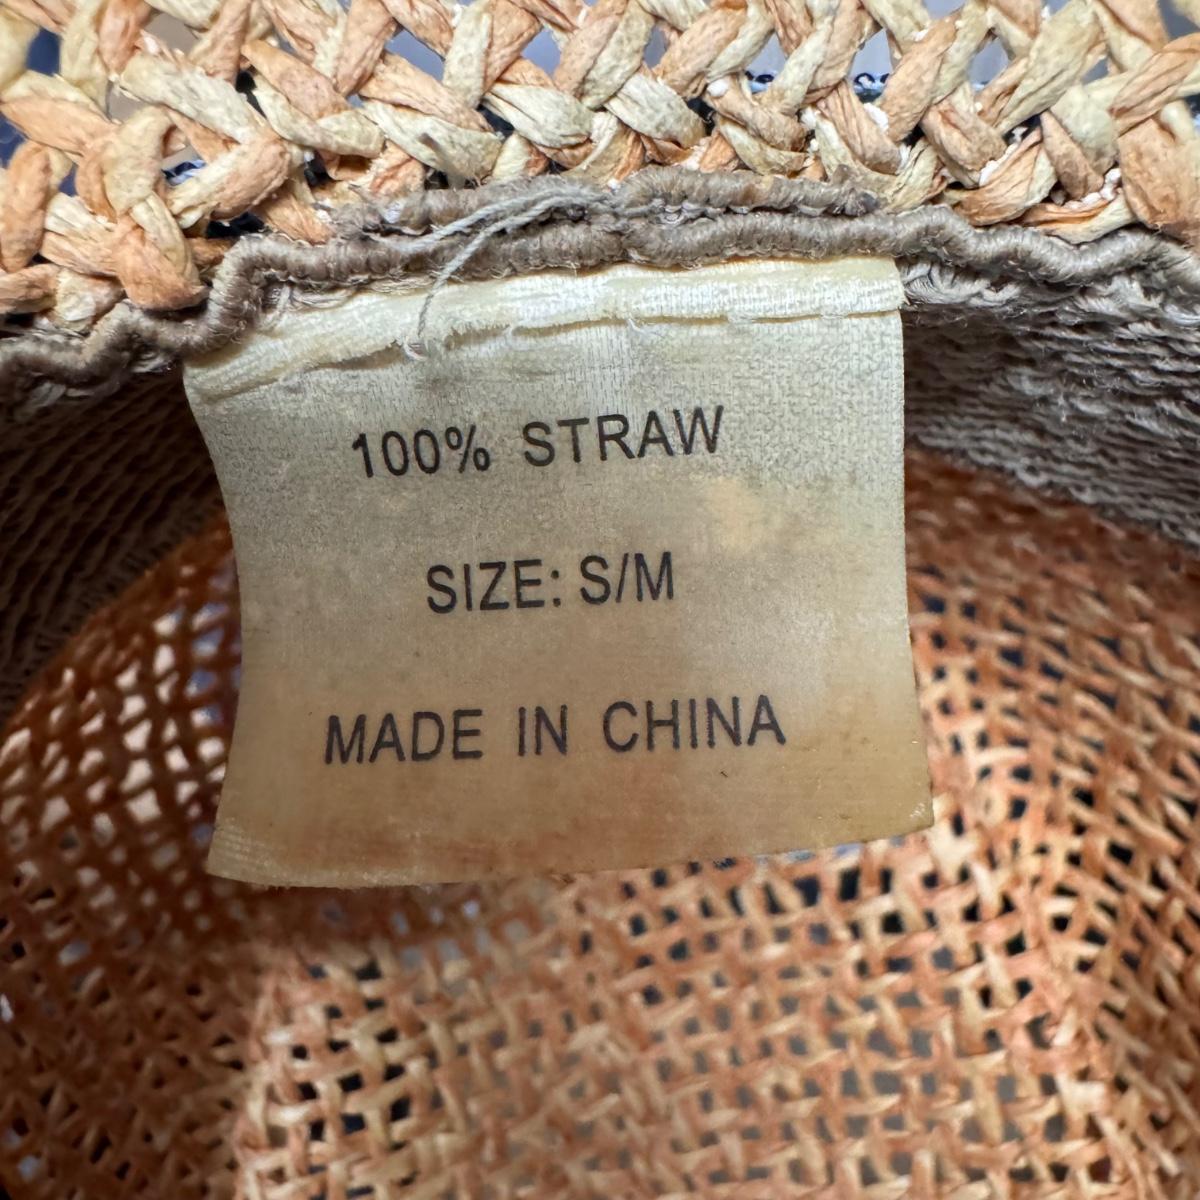 100% STRAW
SIZE: S/M
MADE IN CHINA